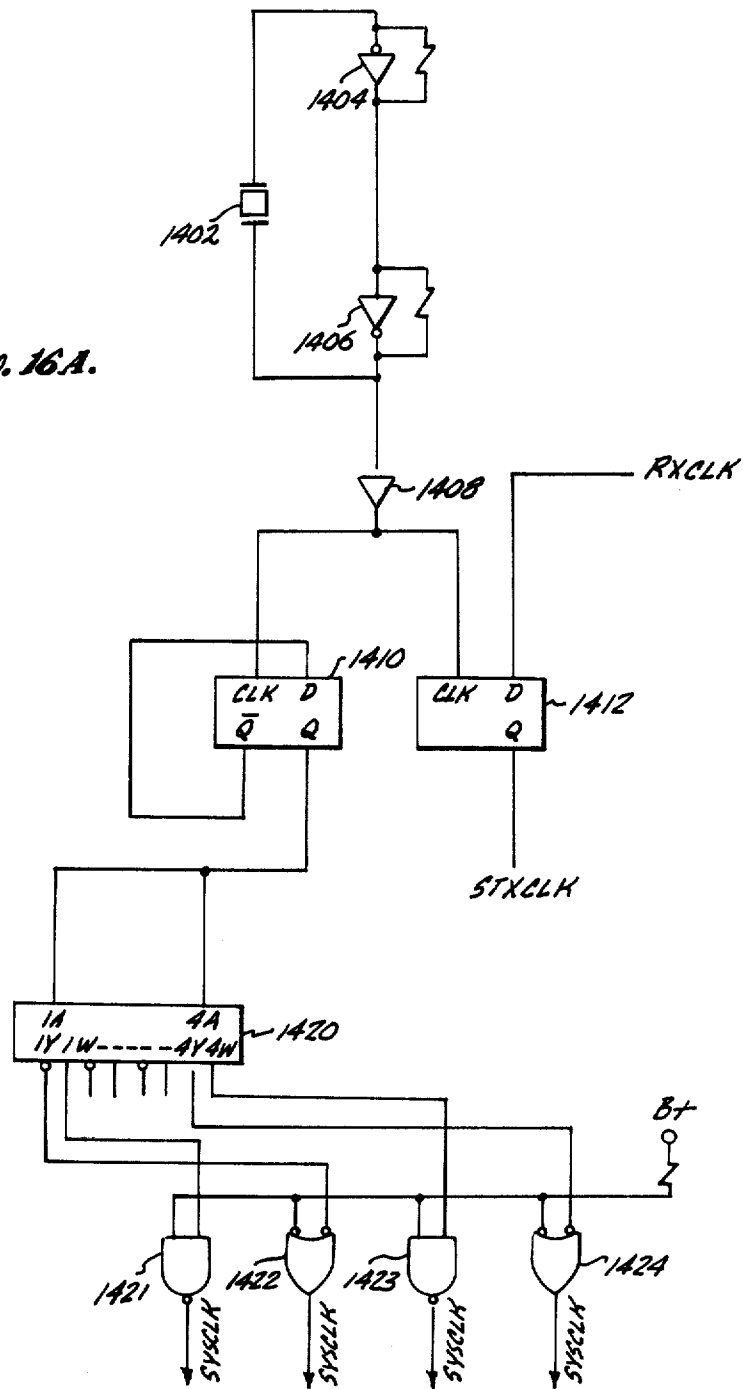 1404
1402
1406
. 16A.
1408
RXCLK
1410
CLK D
Q̅ Q
CLK D
Q
1412
STXCLK
1A 4A
1Y 1W-----4Y 4W
1420
B+
1421
1422
1423
1424
SYSCLK
SYSCLK
SYSCLK
SYSCLK